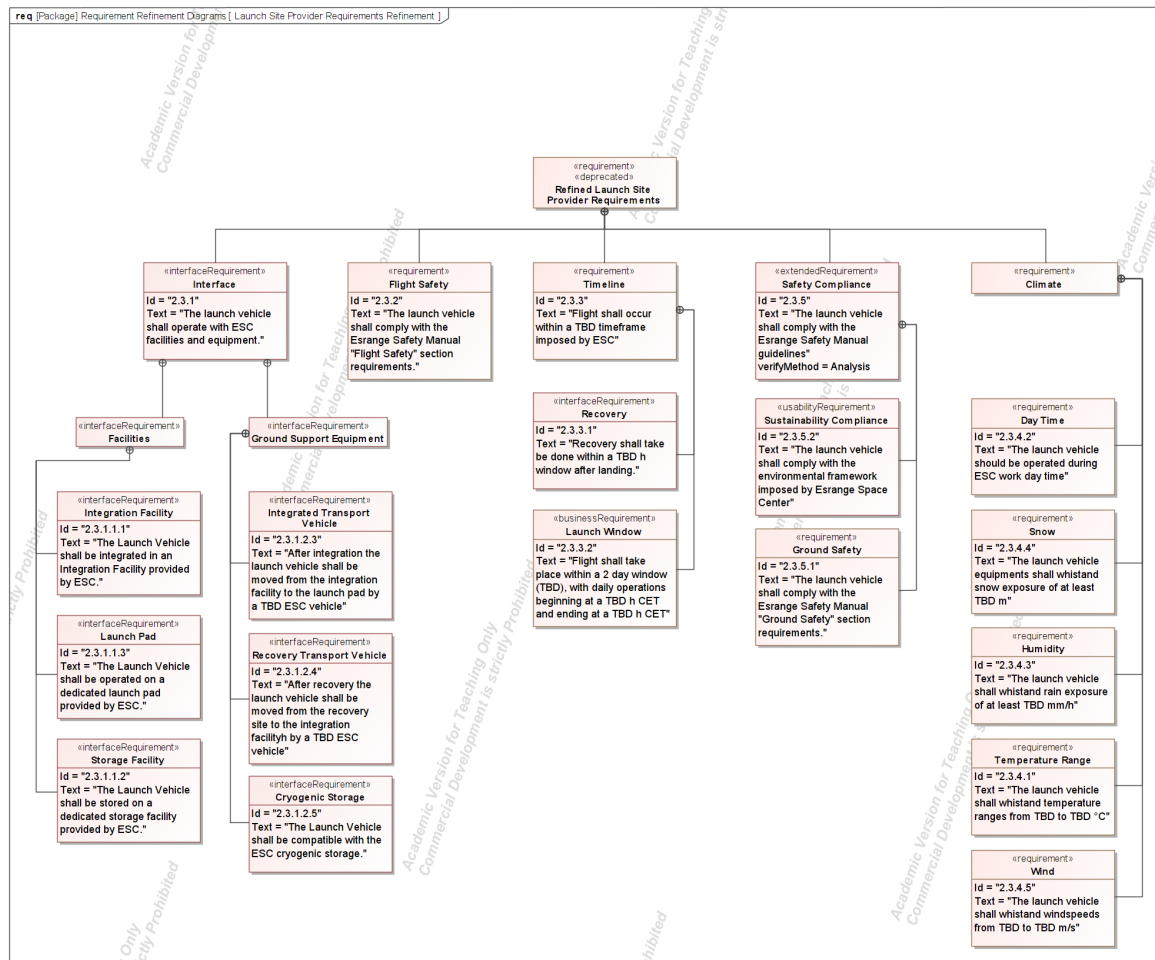 req [Package] Requirement Refinement Diagrams [ Launch Site Provider Requirements Refinement ]
«requirement»
«deprecated»
Refined Launch Site
Provider Requirements
«interfaceRequirement»
Interface
Id = "2.3.1"
Text = "The launch vehicle
shall operate with ESC
facilities and equipment."
«requirement»
Flight Safety
Id = "2.3.2"
Text = "The launch vehicle
shall comply with the
Esrange Safety Manual
"Flight Safety" section
requirements."
«requirement»
Timeline
Id = "2.3.3"
Text = "Flight shall occur
within a TBD timeframe
imposed by ESC"
«extendedRequirement»
Safety Compliance
Id = "2.3.5"
Text = "The launch vehicle
shall comply with the
Esrange Safety Manual
guidelines"
verifyMethod = Analysis
«requirement»
Climate
«interfaceRequirement»
Facilities
«interfaceRequirement»
Ground Support Equipment
«interfaceRequirement»
Integration Facility
Id = "2.3.1.1.1"
Text = "The Launch Vehicle
shall be integrated in an
Integration Facility provided
by ESC."
«interfaceRequirement»
Launch Pad
Id = "2.3.1.1.3"
Text = "The Launch Vehicle
shall be operated on a
dedicated launch pad
provided by ESC."
«interfaceRequirement»
Storage Facility
Id = "2.3.1.1.2"
Text = "The Launch Vehicle
shall be stored on a
dedicated storage facility
provided by ESC."
«interfaceRequirement»
Integrated Transport
Vehicle
Id = "2.3.1.2.3"
Text = "After integration the
launch vehicle shall be
moved from the integration
facility to the launch pad by
a TBD ESC vehicle"
«interfaceRequirement»
Recovery Transport Vehicle
Id = "2.3.1.2.4"
Text = "After recovery the
launch vehicle shall be
moved from the recovery
site to the integration
facilityh by a TBD ESC
vehicle"
«interfaceRequirement»
Cryogenic Storage
Id = "2.3.1.2.5"
Text = "The Launch Vehicle
shall be compatible with the
ESC cryogenic storage."
«interfaceRequirement»
Recovery
Id = "2.3.3.1"
Text = "Recovery shall take
be done within a TBD h
window after landing."
«businessRequirement»
Launch Window
Id = "2.3.3.2"
Text = "Flight shall take
place within a 2 day window
(TBD), with daily operations
beginning at a TBD h CET
and ending at a TBD h CET"
«usabilityRequirement»
Sustainability Compliance
Id = "2.3.5.2"
Text = "The launch vehicle
shall comply with the
environmental framework
imposed by Esrange Space
Center"
«requirement»
Ground Safety
Id = "2.3.5.1"
Text = "The launch vehicle
shall comply with the
Esrange Safety Manual
"Ground Safety" section
requirements."
«requirement»
Day Time
Id = "2.3.4.2"
Text = "The launch vehicle
should be operated during
ESC work day time"
«requirement»
Snow
Id = "2.3.4.4"
Text = "The launch vehicle
equipments shall whistand
snow exposure of at least
TBD m"
«requirement»
Humidity
Id = "2.3.4.3"
Text = "The launch vehicle
shall whistand rain exposure
of at least TBD mm/h"
«requirement»
Temperature Range
Id = "2.3.4.1"
Text = "The launch vehicle
shall whistand temperature
ranges from TBD to TBD °C"
«requirement»
Wind
Id = "2.3.4.5"
Text = "The launch vehicle
shall whistand windspeeds
from TBD to TBD m/s"
Academic Version for Teaching Only
Commercial Development is strictly Prohibited